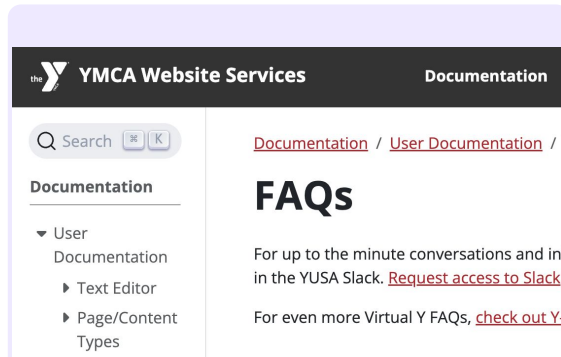 the Y YMCA Website Services Documentation
Search ⌘ K
Documentation / User Documentation /
Documentation
FAQs
User
Documentation
Text Editor
Page/Content
Types
For up to the minute conversations and in
in the YUSA Slack. Request access to Slack
For even more Virtual Y FAQs, check out Y-